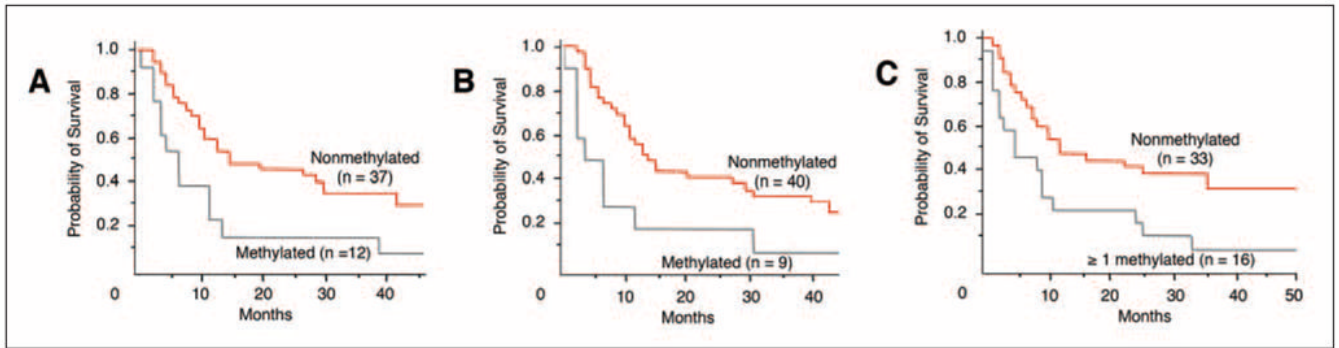 A
Probability of Survival
1.0
0.8
0.6
0.4
0.2
0
10
20
30
40
Months
Nonmethylated
(n = 37)
Methylated (n =12)
B
Probability of Survival
1.0
0.8
0.6
0.4
0.2
0
10
20
30
40
Months
Nonmethylated
(n = 40)
Methylated (n = 9)
C
Probability of Survival
1.0
0.8
0.6
0.4
0.2
0
10
20
30
40
50
Months
Nonmethylated
(n = 33)
≥ 1 methylated (n = 16)